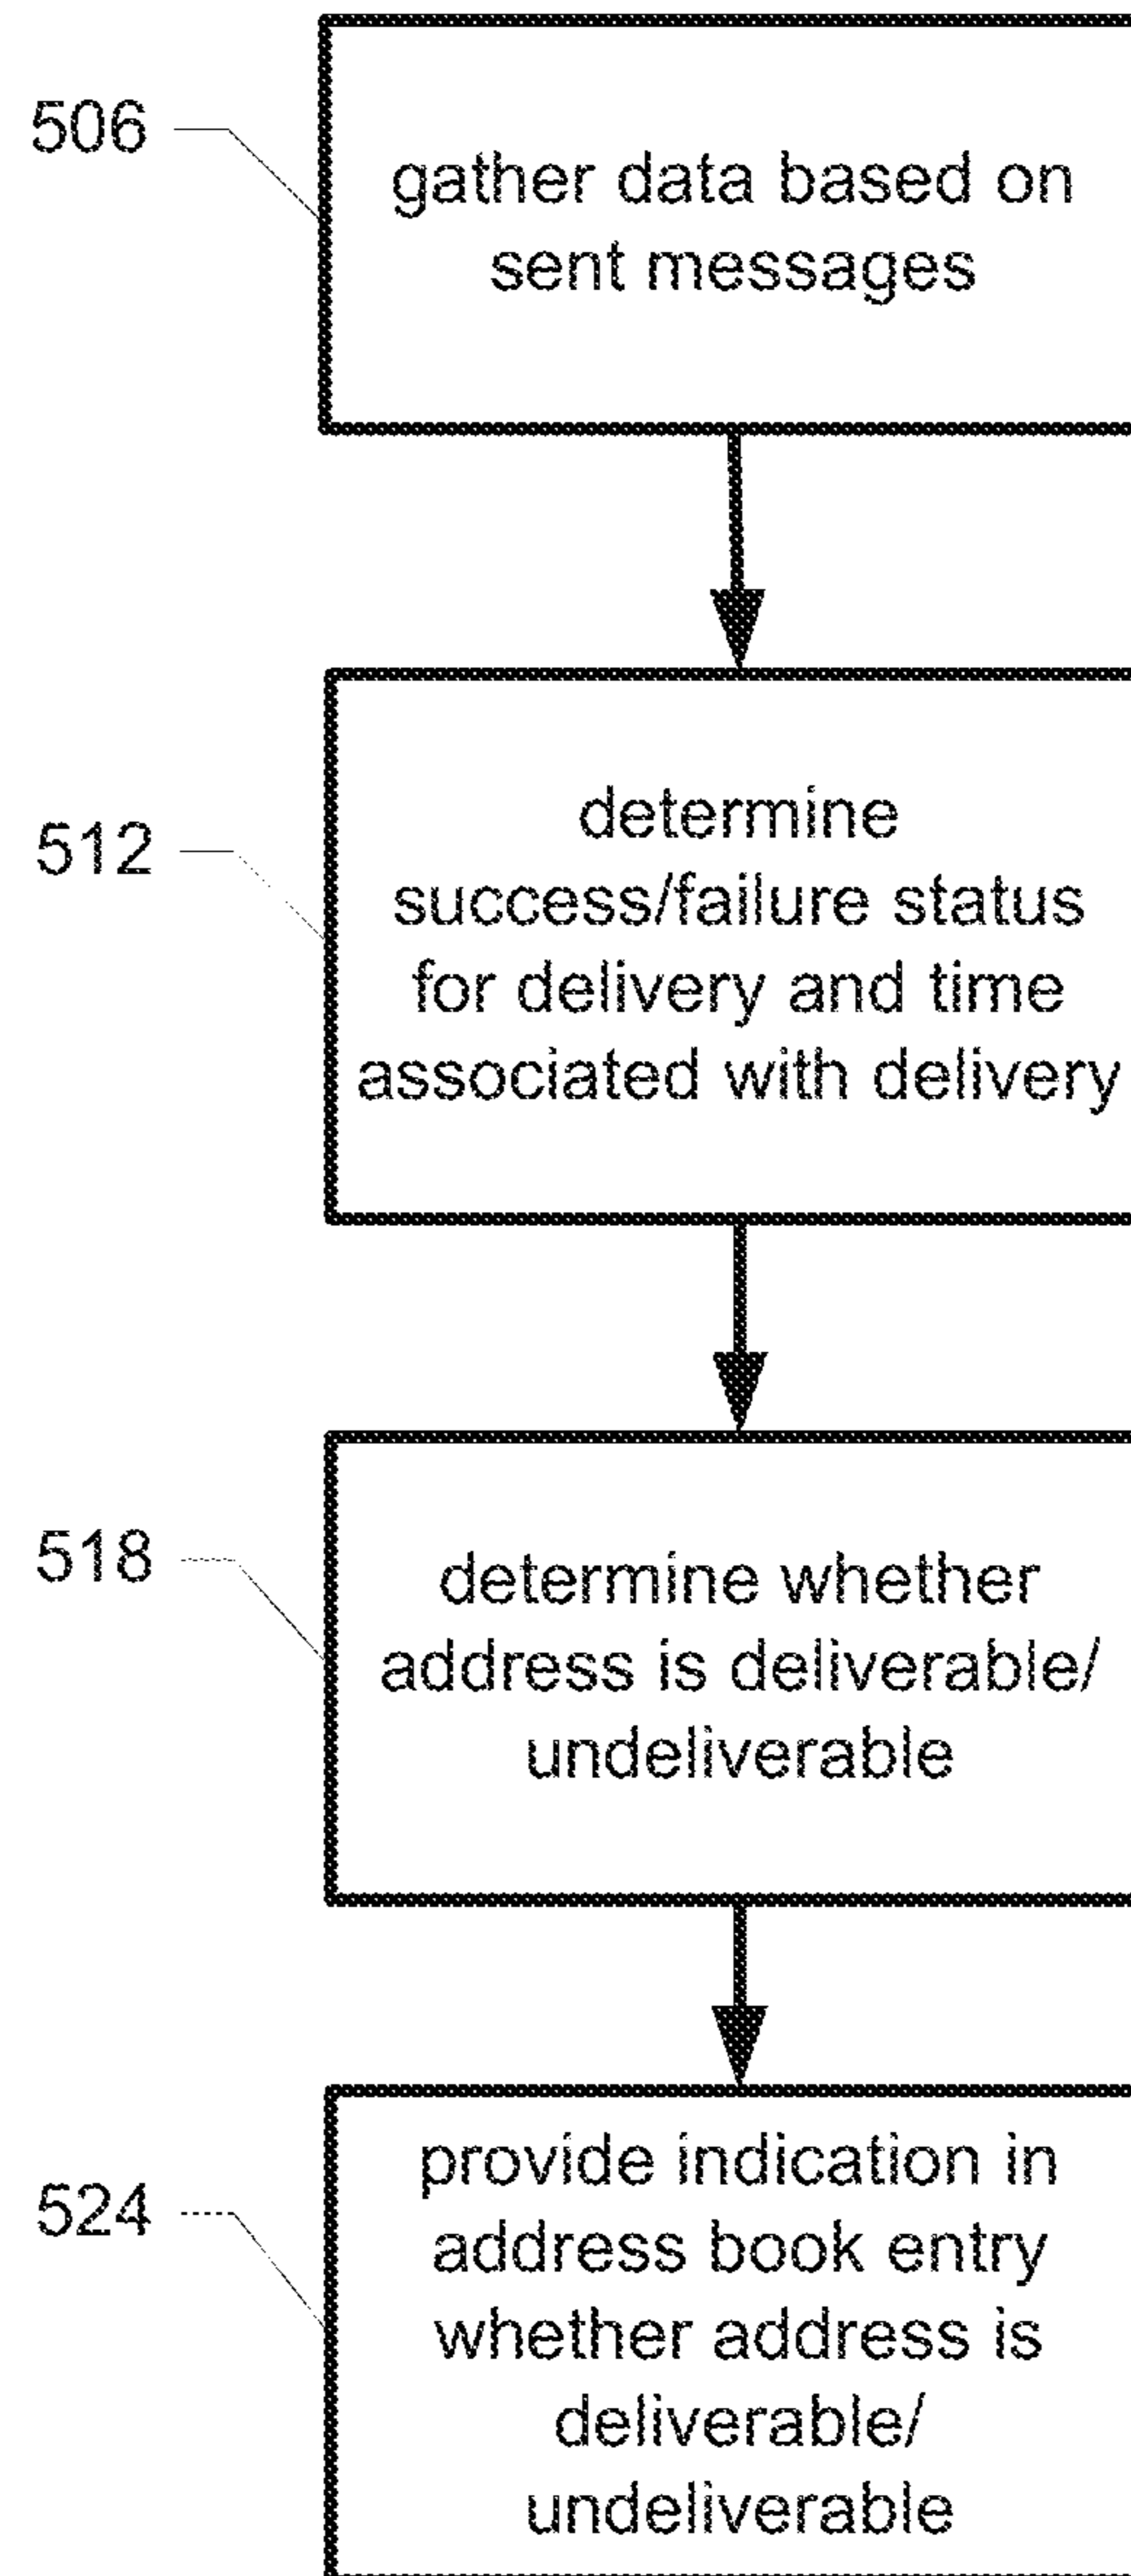 506
gather data based on
sent messages
512
determine
success/failure status
for delivery and time
associated with delivery
518
determine whether
address is deliverable/
undeliverable
524
provide indication in
address book entry
whether address is
deliverable/
undeliverable